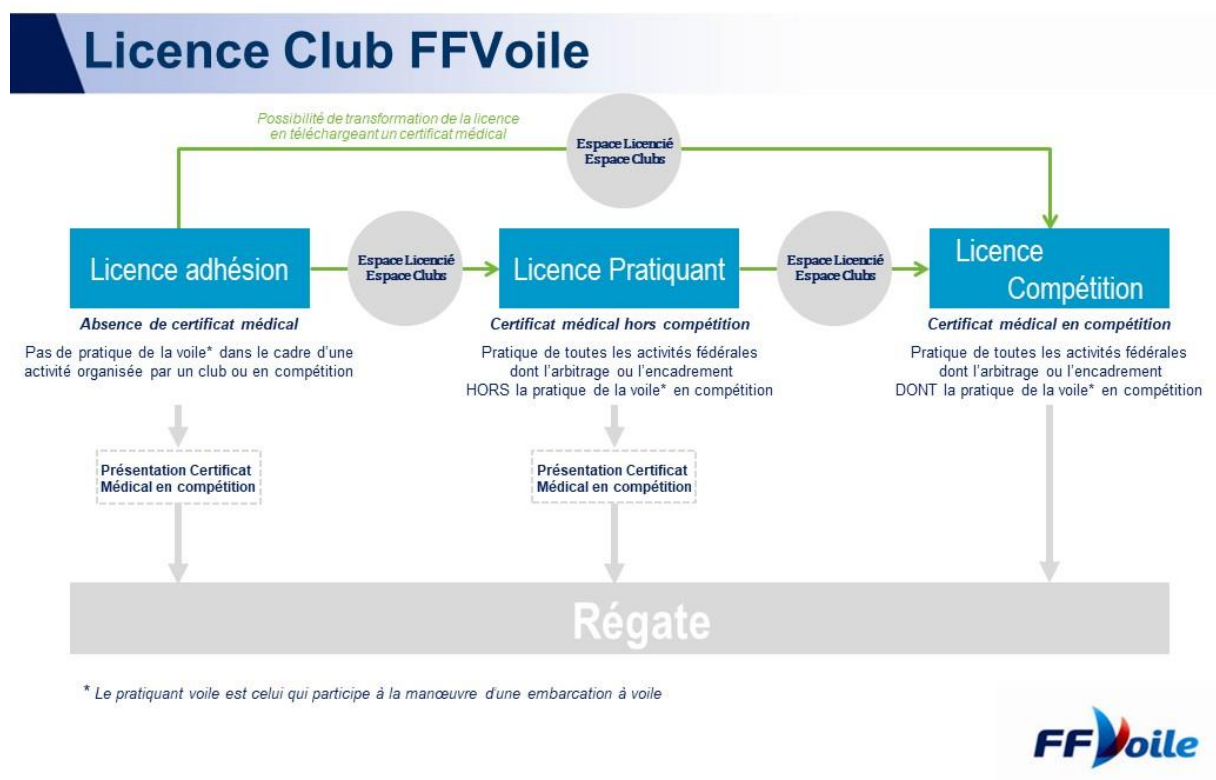 Licence Club FFVoile
Possibilité de transformation de la licence
en téléchargeant un certificat médical
Espace Licencié
Espace Clubs
Licence adhésion
Espace Licencié
Espace Clubs
Licence Pratiquant
Espace Licencié
Espace Clubs
Licence
Compétition
Absence de certificat médical
Pas de pratique de la voile* dans le cadre d'une
activité organisée par un club ou en compétition
Certificat médical hors compétition
Pratique de toutes les activités fédérales
dont l'arbitrage ou l'encadrement
HORS la pratique de la voile* en compétition
Certificat médical en compétition
Pratique de toutes les activités fédérales
dont l'arbitrage ou l'encadrement
DONT la pratique de la voile* en compétition
Présentation Certificat
Médical en compétition
Présentation Certificat
Médical en compétition
Régate
* Le pratiquant voile est celui qui participe à la manœuvre d'une embarcation à voile
FFVoile